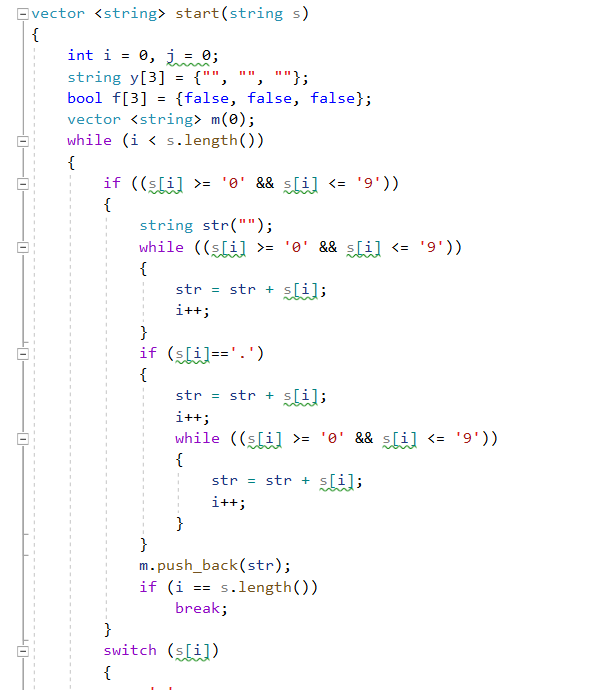 vector <string> start(string s)
{
int i = 0, j = 0;
string y[3] = {"", "", ""};
bool f[3] = {false, false, false};
vector <string> m(0);
while (i < s.length())
{
if ((s[i] >= '0' && s[i] <= '9'))
{
string str("");
while ((s[i] >= '0' && s[i] <= '9'))
{
str = str + s[i];
i++;
}
if (s[i]=='.')
{
str = str + s[i];
i++;
while ((s[i] >= '0' && s[i] <= '9'))
{
str = str + s[i];
i++;
}
}
m.push_back(str);
if (i == s.length())
break;
}
switch (s[i])
{